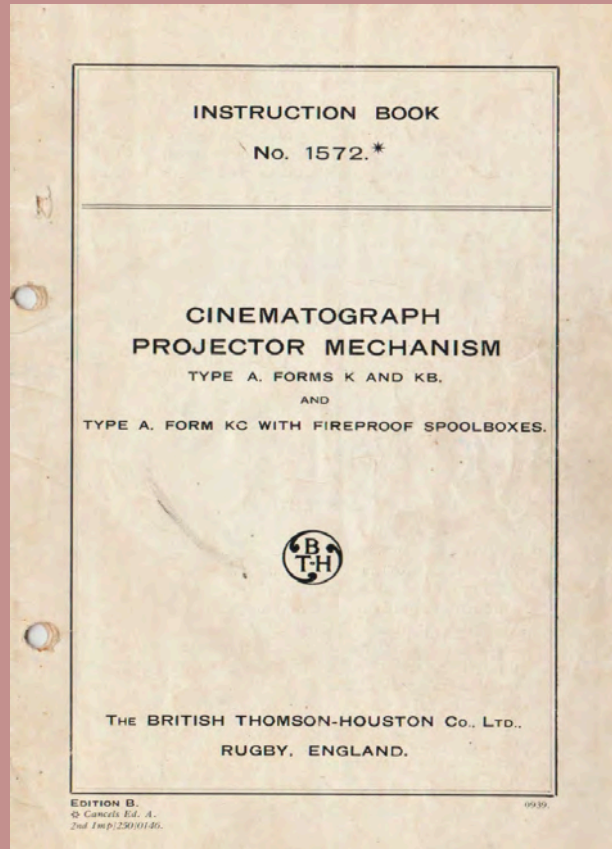 INSTRUCTION BOOK
No. 1572.*
CINEMATOGRAPH
PROJECTOR MECHANISM
TYPE A. FORMS K AND KB.
AND
TYPE A. FORM KC WITH FIREPROOF SPOOLBOXES.
B
T-H
THE BRITISH THOMSON-HOUSTON Co., LTD.,
RUGBY, ENGLAND.
EDITION B.
* Cancels Ed. A.
2nd Imp/250/0146.
0939.